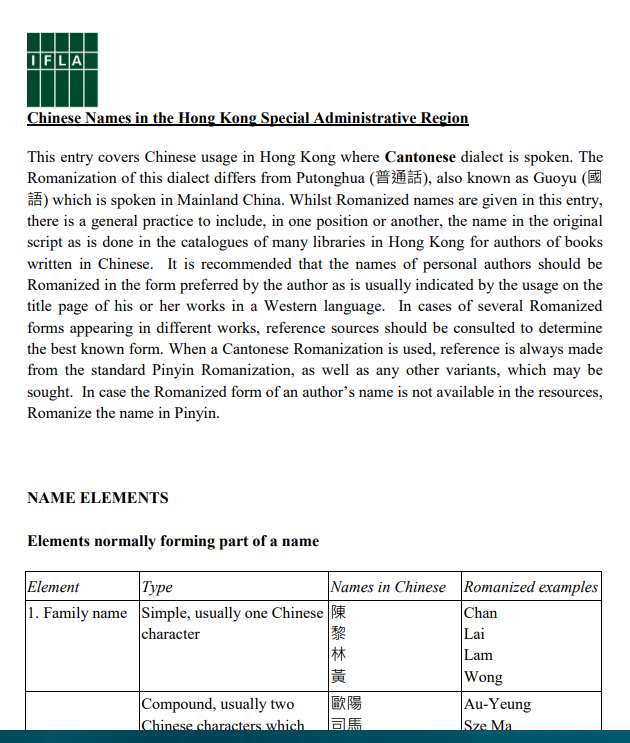 IFLA
Chinese Names in the Hong Kong Special Administrative Region
This entry covers Chinese usage in Hong Kong where Cantonese dialect is spoken. The
Romanization of this dialect differs from Putonghua (普通話), also known as Guoyu (國
語) which is spoken in Mainland China. Whilst Romanized names are given in this entry,
there is a general practice to include, in one position or another, the name in the original
script as is done in the catalogues of many libraries in Hong Kong for authors of books
written in Chinese. It is recommended that the names of personal authors should be
Romanized in the form preferred by the author as is usually indicated by the usage on the
title page of his or her works in a Western language. In cases of several Romanized
forms appearing in different works, reference sources should be consulted to determine
the best known form. When a Cantonese Romanization is used, reference is always made
from the standard Pinyin Romanization, as well as any other variants, which may be
sought. In case the Romanized form of an author’s name is not available in the resources,
Romanize the name in Pinyin.
NAME ELEMENTS
Elements normally forming part of a name
Element Type Names in Chinese Romanized examples
1. Family name Simple, usually one Chinese 陳 Chan
character 黎 Lai
林 Lam
黃 Wong
Compound, usually two 歐陽 Au-Yeung
Chinese characters which 司馬 Sze Ma